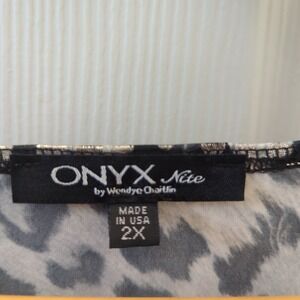 ONYX Nite
by Wendye Chaitin
MADE
IN USA
2X